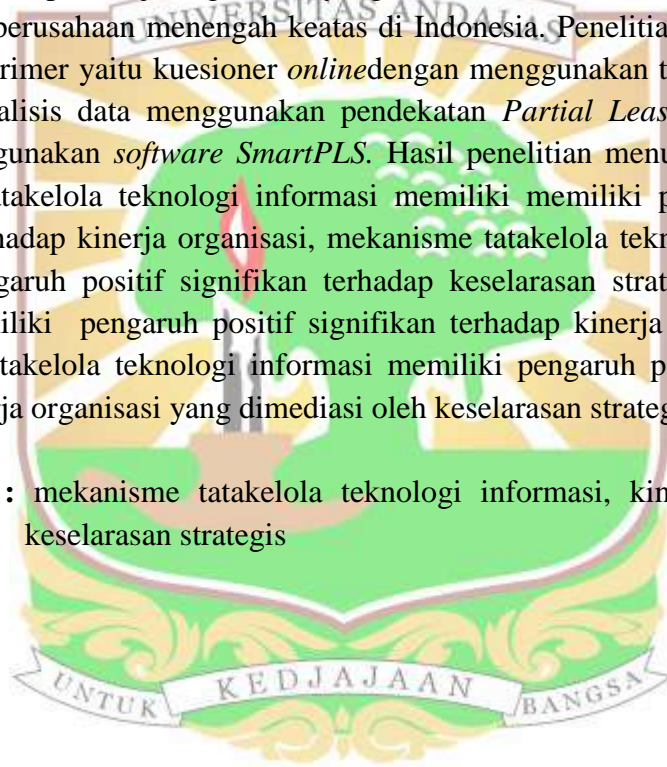 UNIVERSITAS ANDALAS
perusahaan menengah keatas di Indonesia. Penelitia
rimer yaitu kuesioner onlinedengan menggunakan t
alisis data menggunakan pendekatan Partial Leas
gunakan software SmartPLS. Hasil penelitian menu
atakelola teknologi informasi memiliki memiliki p
hadap kinerja organisasi, mekanisme tatakelola tekn
garuh positif signifikan terhadap keselarasan strat
iliki pengaruh positif signifikan terhadap kinerja
atakelola teknologi informasi memiliki pengaruh p
ja organisasi yang dimediasi oleh keselarasan strateg
: mekanisme tatakelola teknologi informasi, kin
keselarasan strategis
UNTUK KEDJAJAAN BANGSA